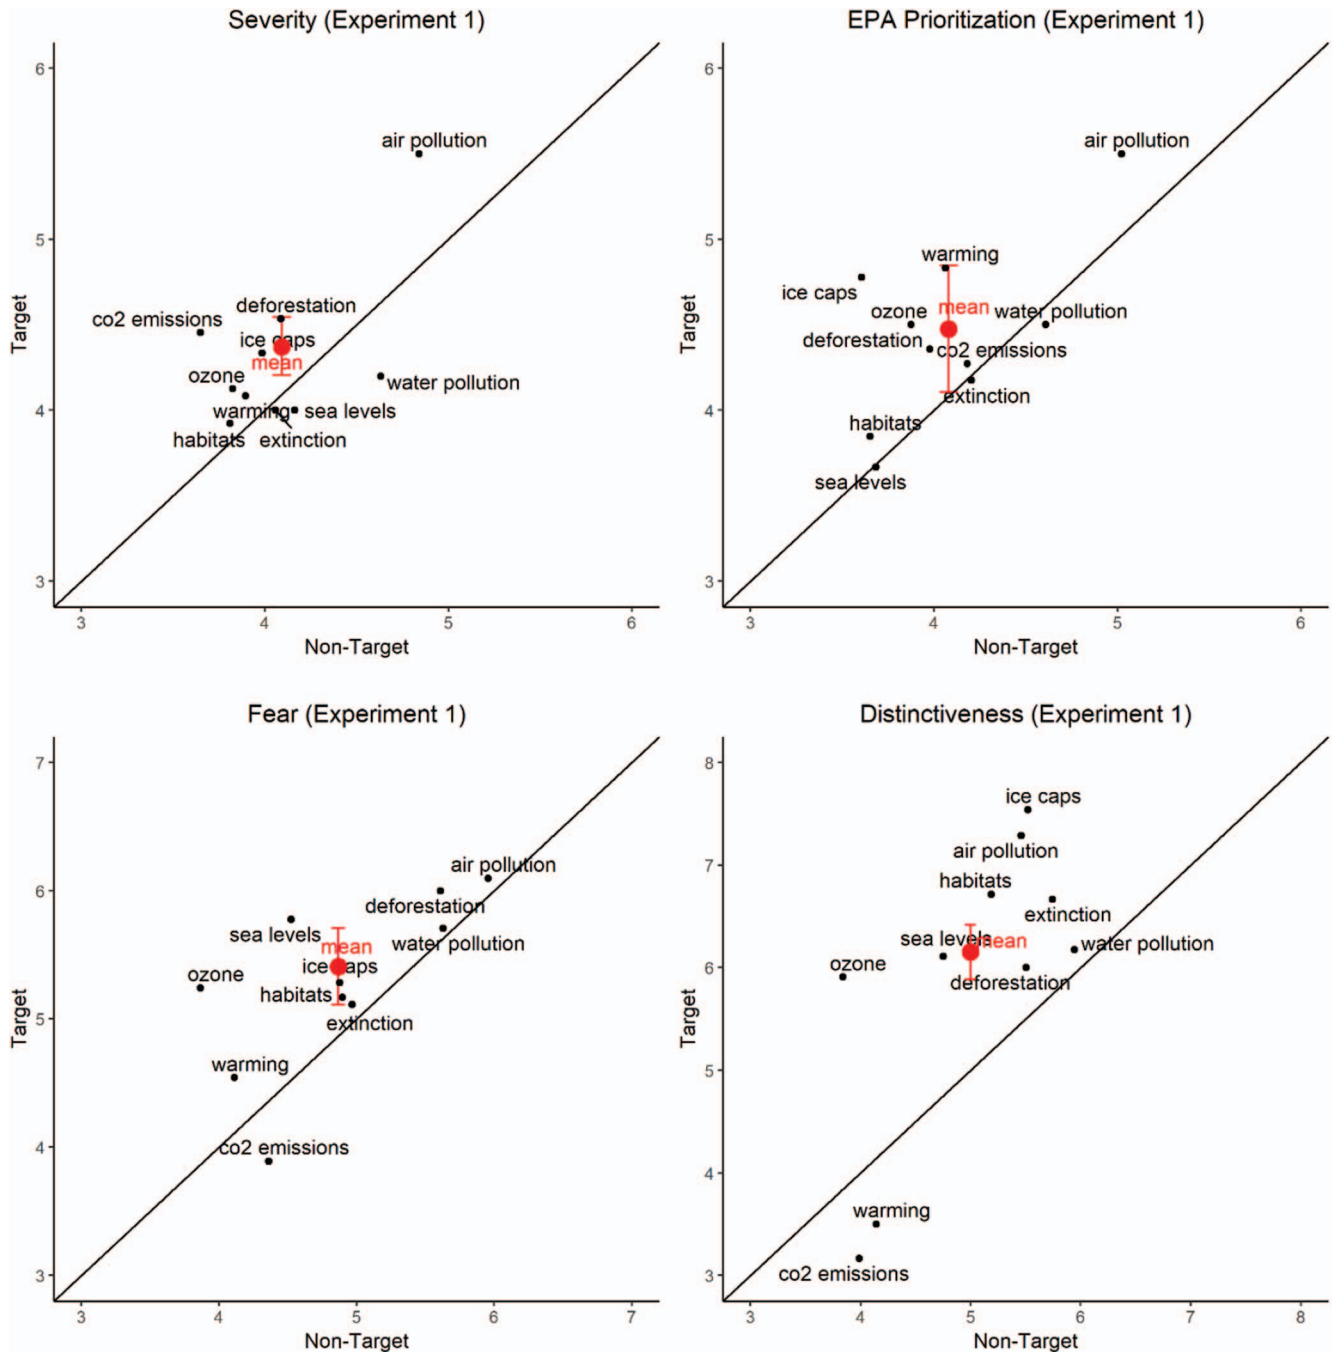 Severity (Experiment 1)
6
5
4
3
Target
air pollution
deforestation
co2 emissions
ice caps
mean
ozone
water pollution
warming
sea levels
habitats
extinction
3
4
5
6
Non-Target
EPA Prioritization (Experiment 1)
6
5
4
3
Target
air pollution
warming
ice caps
mean
ozone
water pollution
deforestation
co2 emissions
extinction
habitats
sea levels
3
4
5
6
Non-Target
Fear (Experiment 1)
7
6
5
4
3
Target
air pollution
deforestation
sea levels
mean
water pollution
ice caps
ozone
habitats
extinction
warming
co2 emissions
3
4
5
6
7
Non-Target
Distinctiveness (Experiment 1)
8
7
6
5
4
3
Target
ice caps
air pollution
habitats
extinction
sea levels
mean
water pollution
ozone
deforestation
warming
co2 emissions
3
4
5
6
7
8
Non-Target